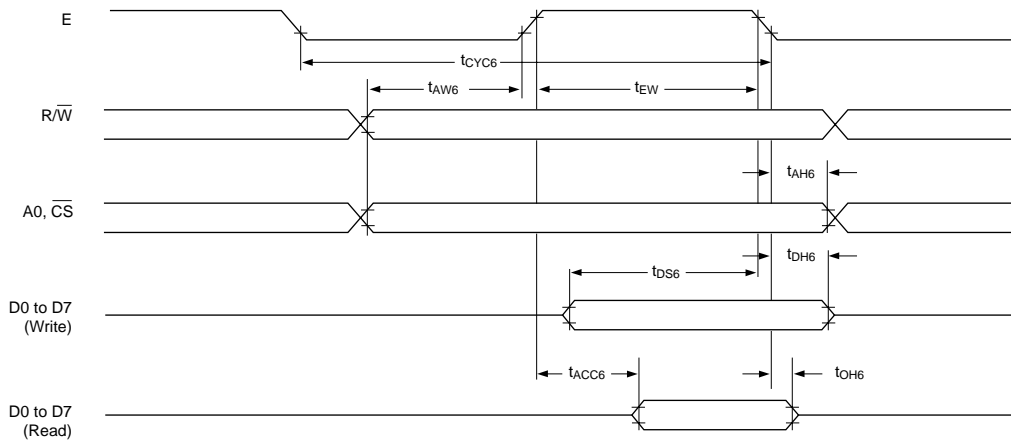 E
tCYC6
tAW6
tEW
R/W
tAH6
A0, CS
tDH6
tDS6
D0 to D7
(Write)
tACC6
tOH6
D0 to D7
(Read)